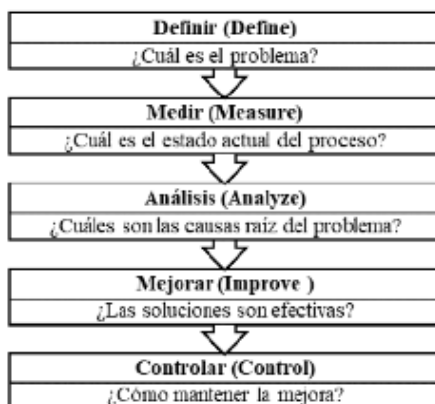 Definir (Define)
¿Cuál es el problema?
Medir (Measure)
¿Cuál es el estado actual del proceso?
Análisis (Analyze)
¿Cuáles son las causas raíz del problema?
Mejorar (Improve )
¿Las soluciones son efectivas?
Controlar (Control)
¿Cómo mantener la mejora?